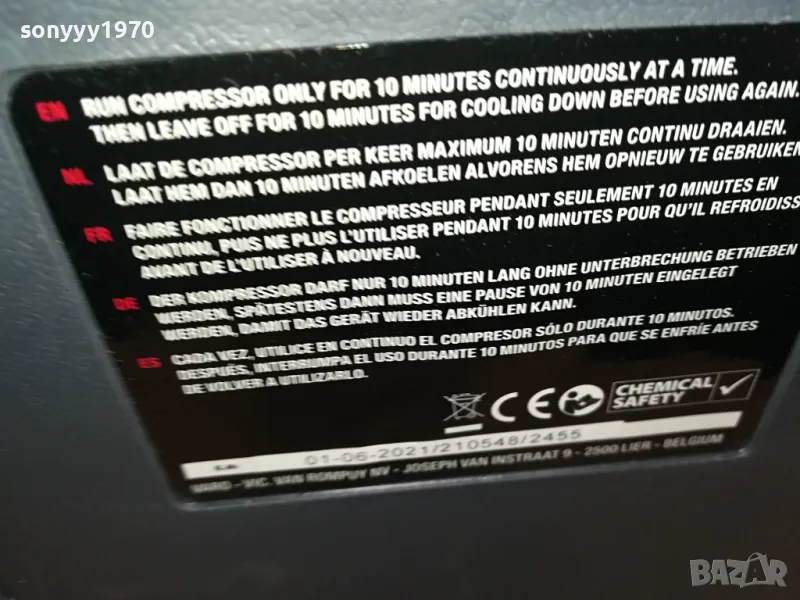 sonyyy1970
EN RUN COMPRESSOR ONLY FOR 10 MINUTES CONTINUOUSLY AT A TIME.
THEN LEAVE OFF FOR 10 MINUTES FOR COOLING DOWN BEFORE USING AGAIN.
NL LAAT DE COMPRESSOR PER KEER MAXIMUM 10 MINUTEN CONTINU DRAAIEN.
LAAT HEM DAN 10 MINUTEN AFKOELEN ALVORENS HEM OPNIEUW TE GEBRUIKEN
FR FAIRE FONCTIONNER LE COMPRESSEUR PENDANT SEULEMENT 10 MINUTES EN
CONTINU, PUIS NE PLUS L'UTILISER PENDANT 10 MINUTES POUR QU'IL REFROIDISS
AVANT DE L'UTILISER À NOUVEAU.
DE DER KOMPRESSOR DARF NUR 10 MINUTEN LANG OHNE UNTERBRECHUNG BETRIEBEN
WERDEN, SPÄTESTENS DANN MUSS EINE PAUSE VON 10 MINUTEN EINGELEGT
WERDEN, DAMIT DAS GERÄT WIEDER ABKÜHLEN KANN.
ES CADA VEZ, UTILICE EN CONTINUO EL COMPRESOR SÓLO DURANTE 10 MINUTOS.
DESPUÉS, INTERRUMPA EL USO DURANTE 10 MINUTOS PARA QUE SE ENFRÍE ANTES
DE VOLVER A UTILIZARLO.
CE CHEMICAL
SAFETY
S.N. 01-06-2021/210548/2455
VARO - VIC. VAN ROMPUY NV - JOSEPH VAN INSTRAAT 9 - 2500 LIER - BELGIUM
BAZAR